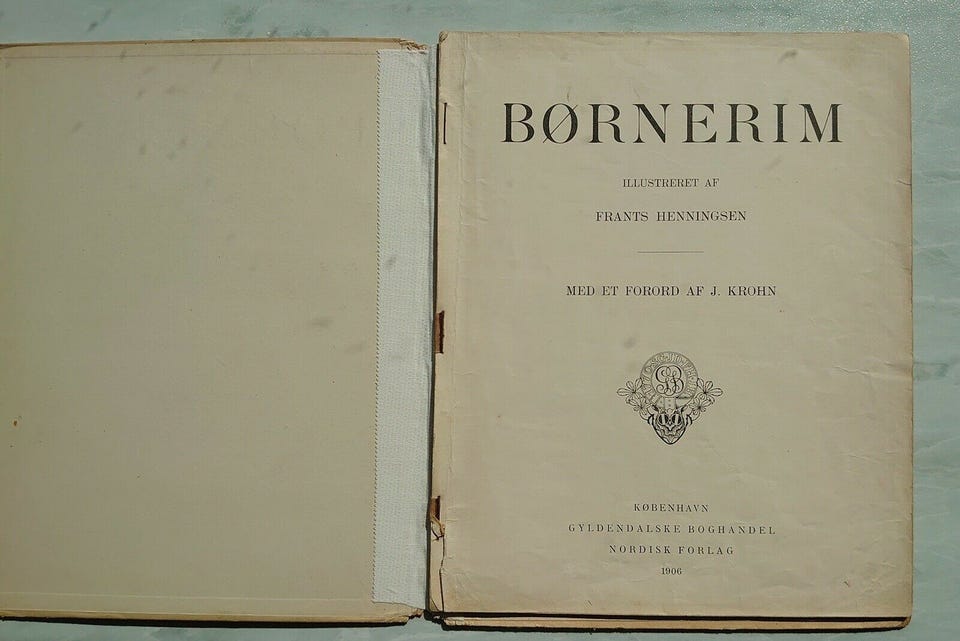 BØRNERIM
ILLUSTRERET AF
FRANTS HENNINGSEN
MED ET FORORD AF J. KROHN
KØBENHAVN
GYLDENDALSKE BOGHANDEL
NORDISK FORLAG
1906